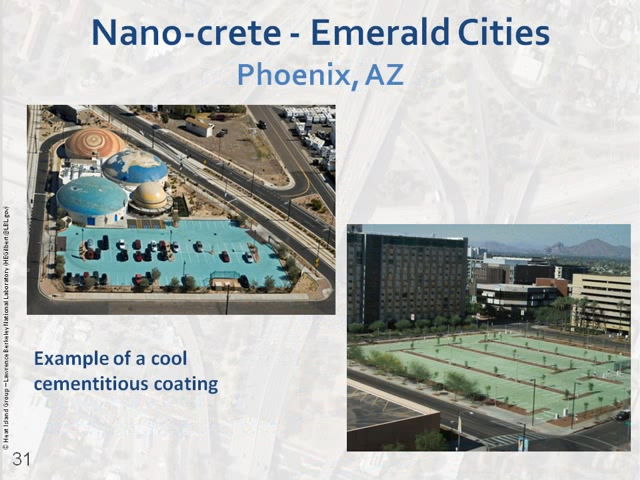 Nano-crete - Emerald Cities
Phoenix, AZ
Example of a cool
cementitious coating
© Heat Island Group – Lawrence Berkeley National Laboratory (HEGilbert@LBL.gov)
31